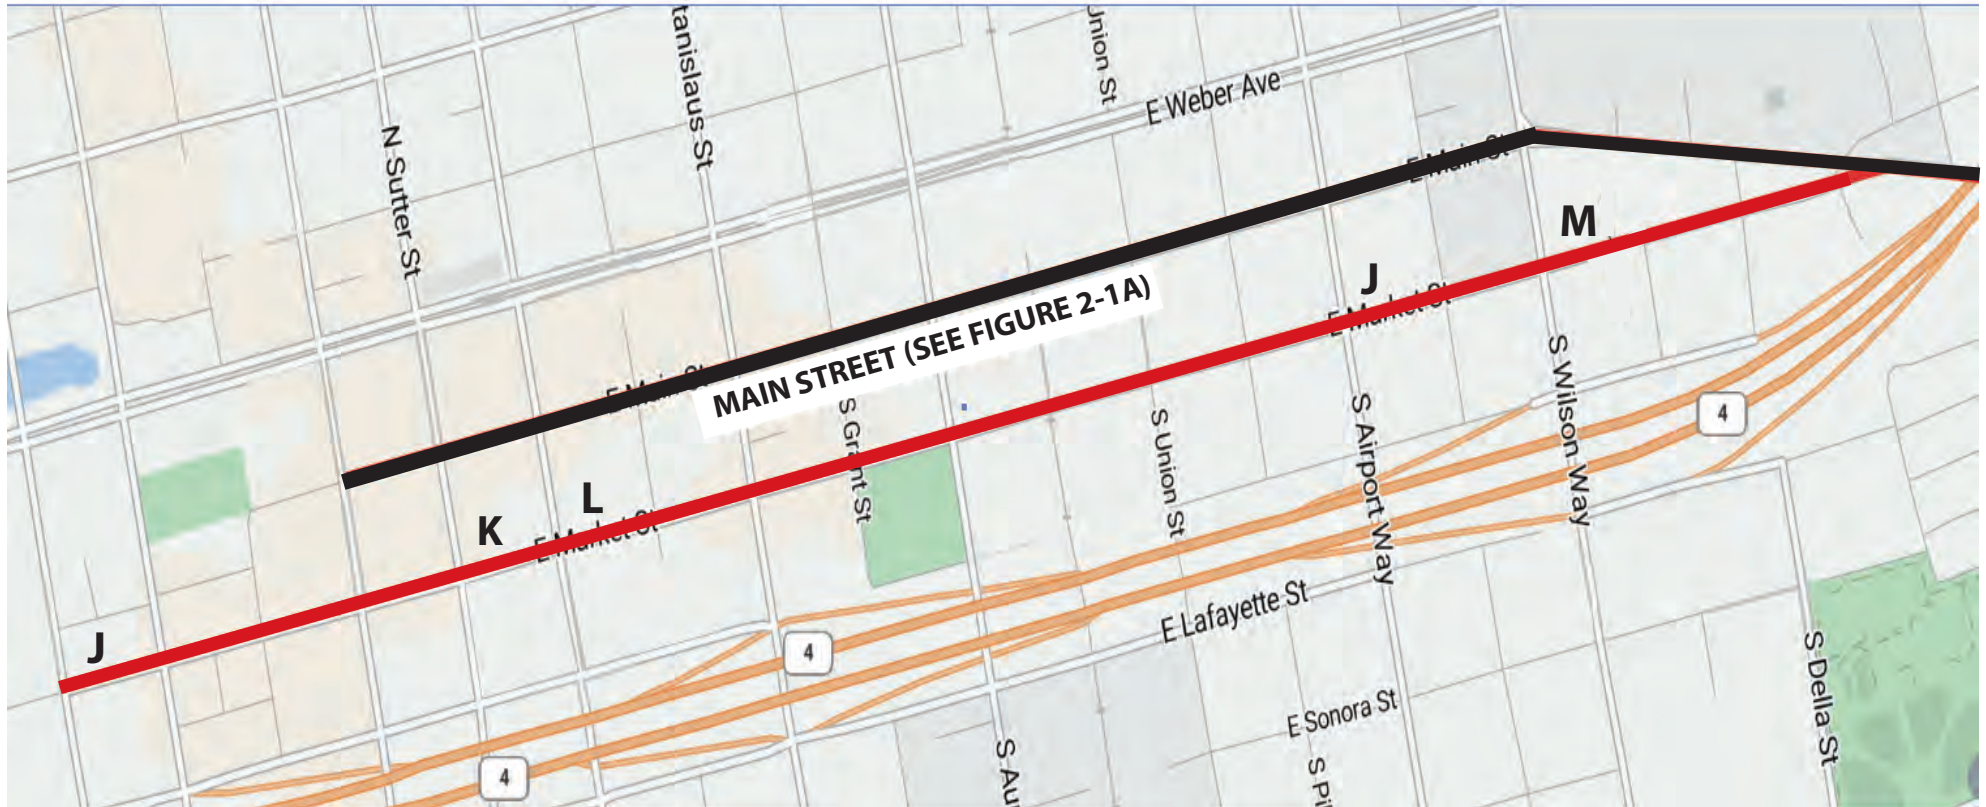 tanislaus St
Union St
E Weber Ave
N Sutter St
E Main St
M
J
E Market St
MAIN STREET (SEE FIGURE 2-1A)
E Main St
S Wilson Way
4
S Grant St
S Union St
S Airport Way
L
K
E Market St
E Lafayette St
J
4
S Della St
E Sonora St
4
S Au
S Pi